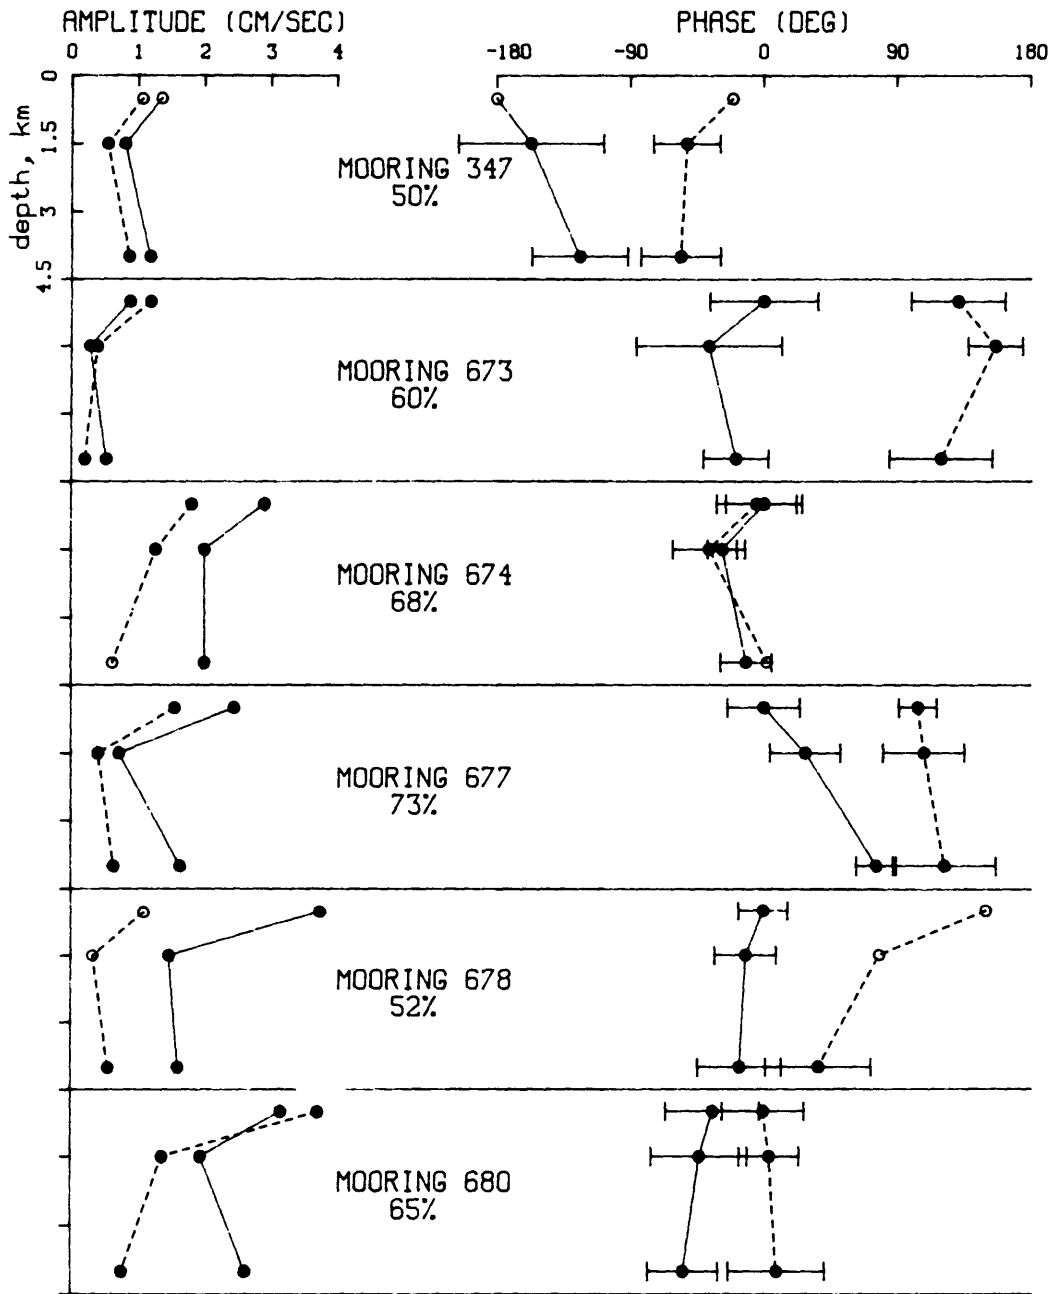 AMPLITUDE (CM/SEC) PHASE (DEG)
0 1 2 3 4 -180 -90 0 90 180
depth, km
0
1.5
3
4.5
MOORING 347
50%
MOORING 673
60%
MOORING 674
68%
MOORING 677
73%
MOORING 678
52%
MOORING 680
65%